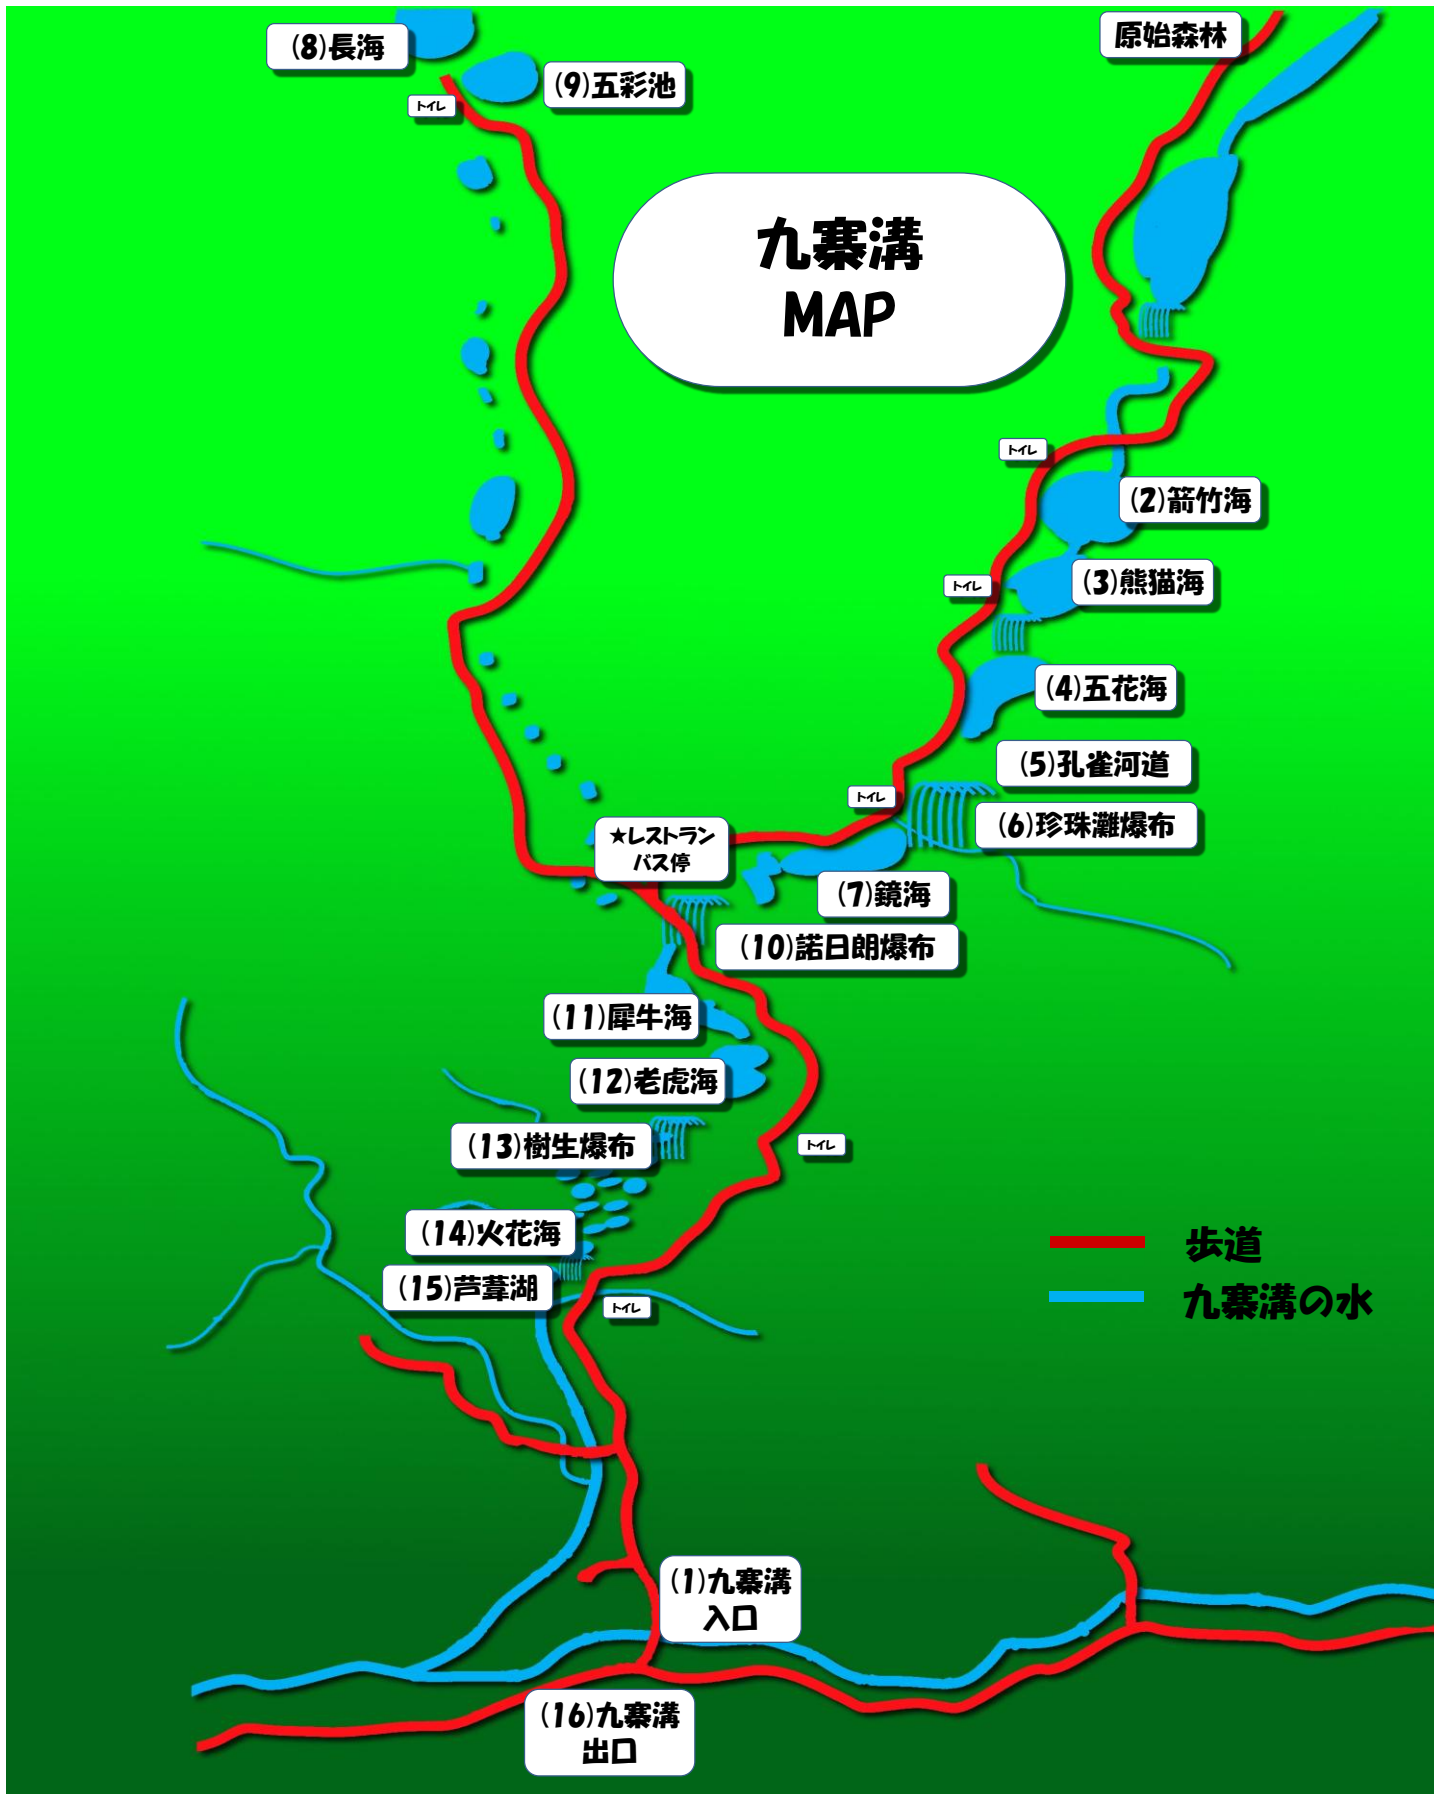 (8)長海
原始森林
(9)五彩池
トイレ
九寨溝
MAP
トイレ
(2)箭竹海
トイレ
(3)熊猫海
(4)五花海
(5)孔雀河道
トイレ
(6)珍珠灘爆布
★レストラン
バス停
(7)鏡海
(10)諾日朗爆布
(11)犀牛海
(12)老虎海
(13)樹生爆布
トイレ
(14)火花海
(15)芦葦湖
トイレ
歩道
九寨溝の水
(1)九寨溝
入口
(16)九寨溝
出口